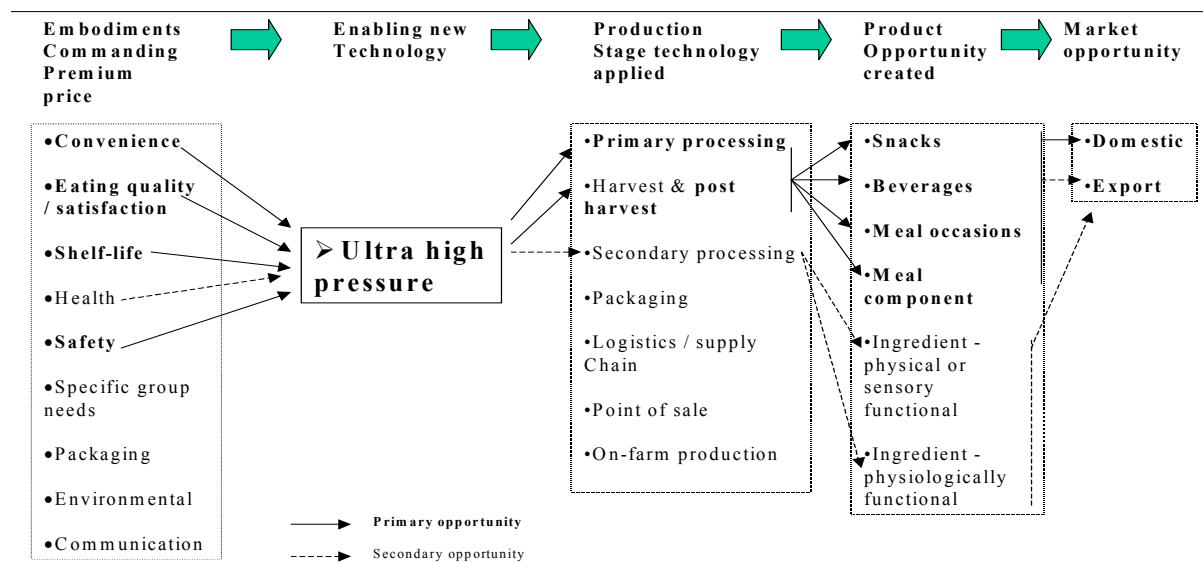 Embodiments
Commanding
Premium
price
Enabling new
Technology
Production
Stage technology
applied
Product
Opportunity
created
Market
opportunity
•Convenience
•Eating quality
/ satisfaction
•Shelf-life
•Health
•Safety
•Specific group
needs
•Packaging
•Environmental
•Communication
➢ Ultra high
pressure
•Primary processing
•Harvest & post
harvest
•Secondary processing
•Packaging
•Logistics / supply
Chain
•Point of sale
•On-farm production
•Snacks
•Beverages
•Meal occasions
•Meal
component
•Ingredient -
physical or
sensory
functional
•Ingredient -
physiologically
functional
•Domestic
•Export
Primary opportunity
Secondary opportunity